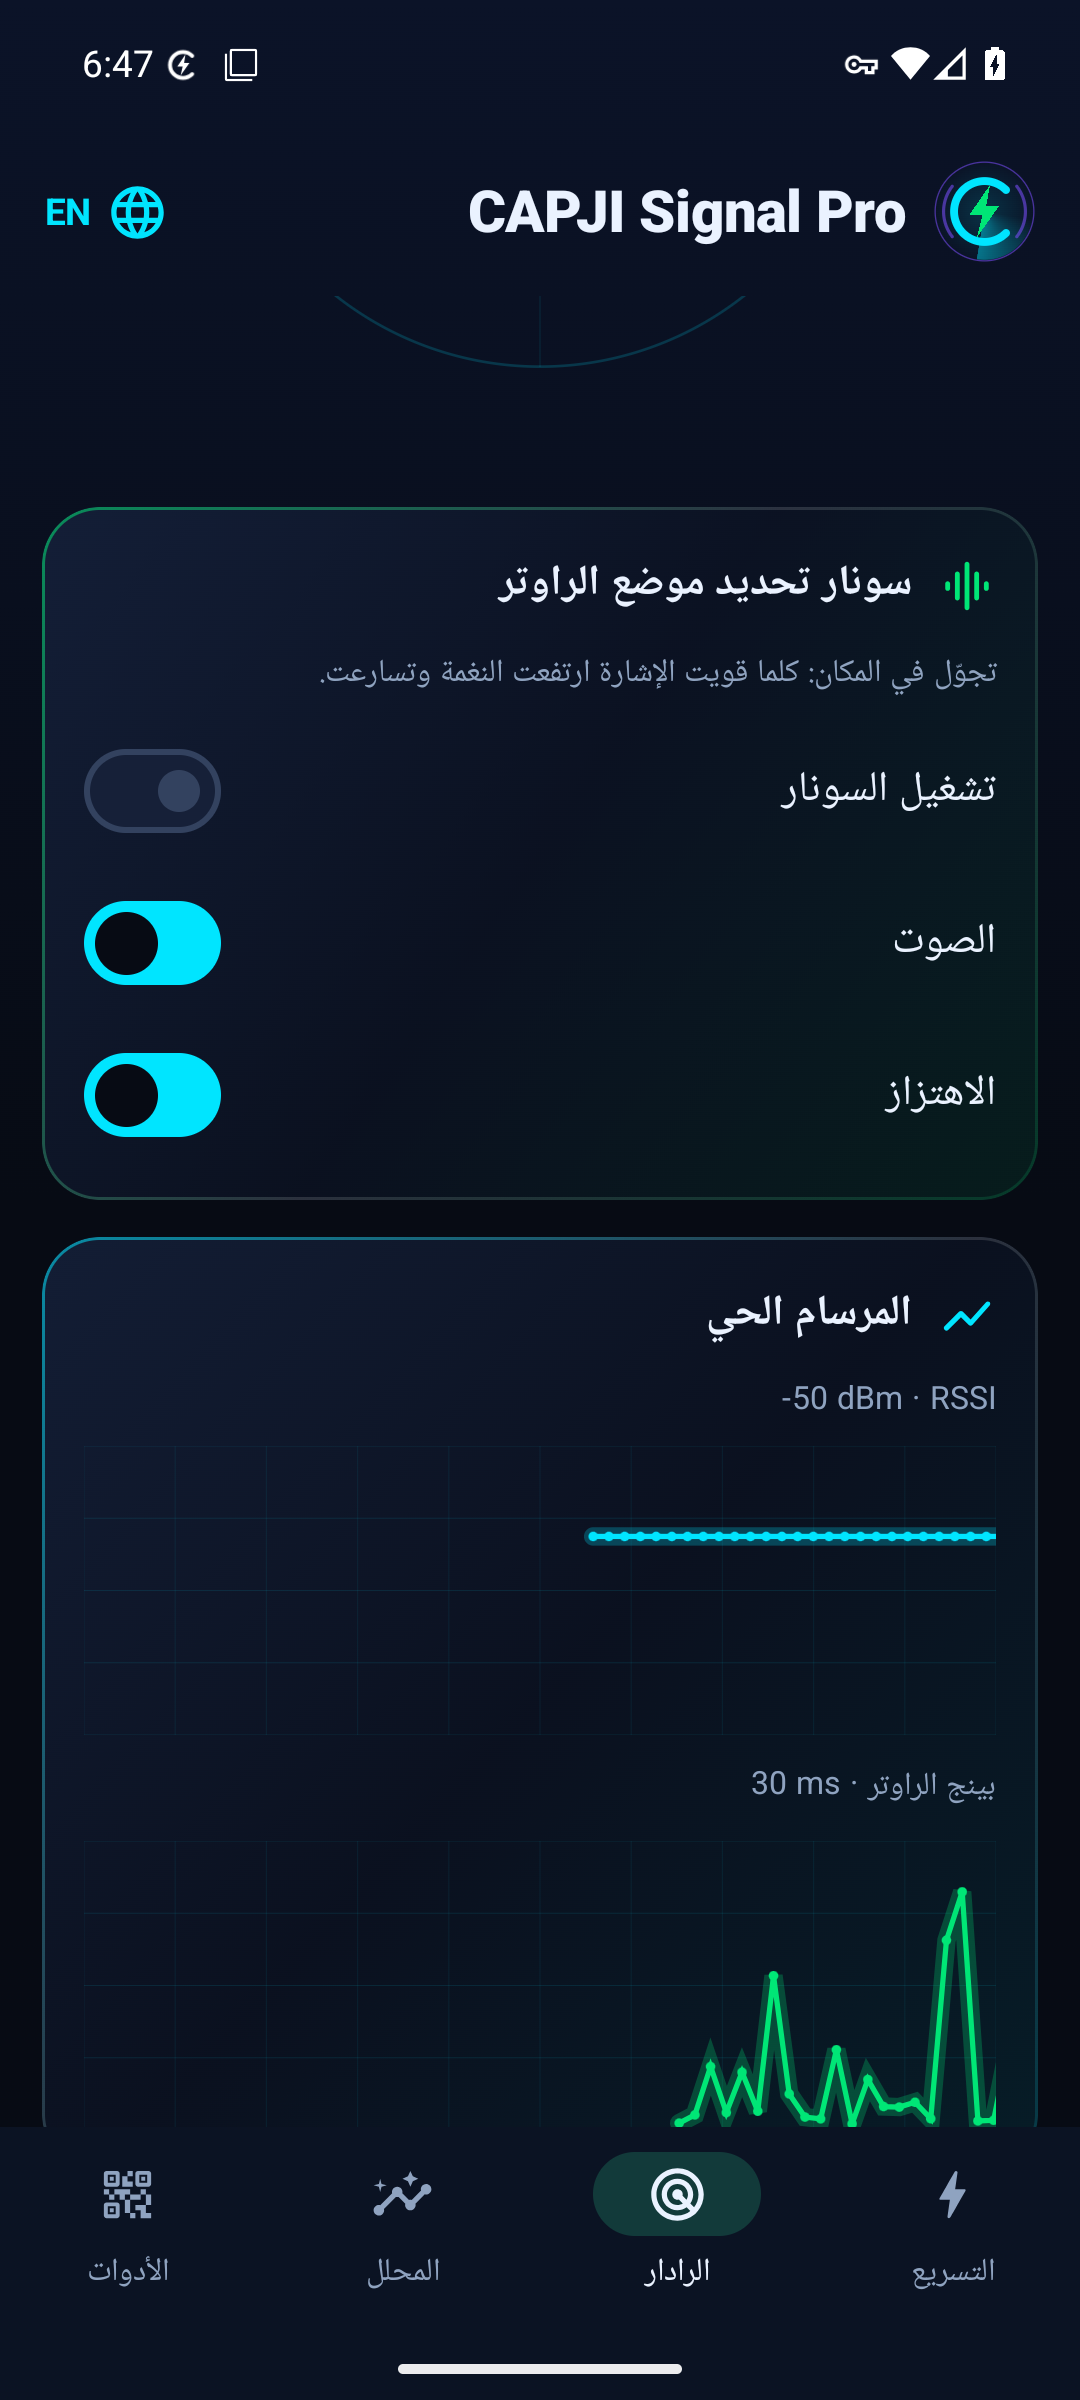 6:47
CAPJI Signal Pro
EN
سونار تحديد موضع الراوتر
تجوّل في المكان: كلما قويت الإشارة ارتفعت النغمة وتسارعت.
تشغيل السونار
الصوت
الاهتزاز
المرسام الحي
-50 dBm · RSSI
بينج الراوتر · 30 ms
التسريع
الرادار
المحلل
الأدوات